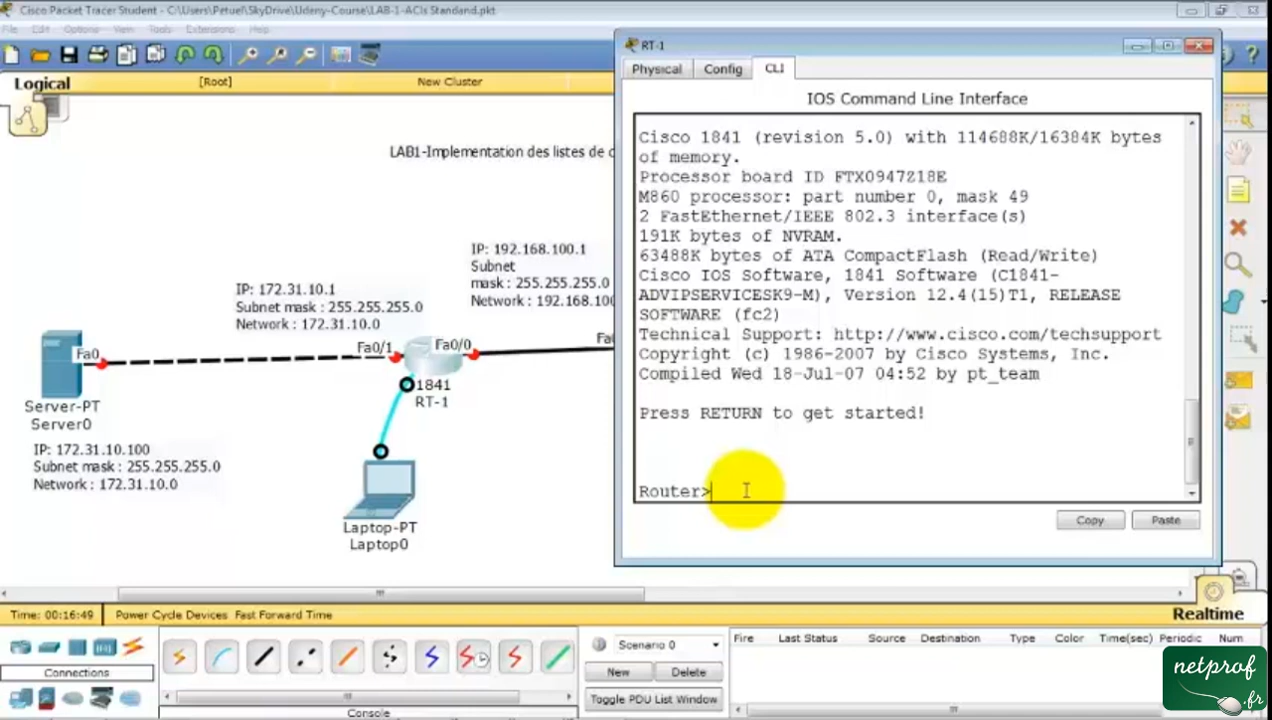 Cisco Packet Tracer Student - C:\Users\Petuel\SkyDrive\Udemy-Course\LAB-1-ACls Standard.pkt
File Edit Options View Tools Extensions Help
Logical
[Root]
New Cluster
LAB1-Implementation des listes de c
IP: 192.168.100.1
Subnet
mask : 255.255.255.0
Network : 192.168.100
IP: 172.31.10.1
Subnet mask : 255.255.255.0
Network : 172.31.10.0
Fa0
Fa0/1
Fa0/0
Fa0
1841
RT-1
Server-PT
Server0
IP: 172.31.10.100
Subnet mask : 255.255.255.0
Network : 172.31.10.0
Laptop-PT
Laptop0
RT-1
Physical
Config
CLI
IOS Command Line Interface
Cisco 1841 (revision 5.0) with 114688K/16384K bytes
of memory.
Processor board ID FTX0947Z18E
M860 processor: part number 0, mask 49
2 FastEthernet/IEEE 802.3 interface(s)
191K bytes of NVRAM.
63488K bytes of ATA CompactFlash (Read/Write)
Cisco IOS Software, 1841 Software (C1841-
ADVIPSERVICESK9-M), Version 12.4(15)T1, RELEASE
SOFTWARE (fc2)
Technical Support: http://www.cisco.com/techsupport
Copyright (c) 1986-2007 by Cisco Systems, Inc.
Compiled Wed 18-Jul-07 04:52 by pt_team
Press RETURN to get started!
Router>
Copy
Paste
Time: 00:16:49
Power Cycle Devices Fast Forward Time
Realtime
Connections
Console
Scenario 0
New
Delete
Toggle PDU List Window
Fire Last Status Source Destination Type Color Time(sec) Periodic Num
netprof
.fr